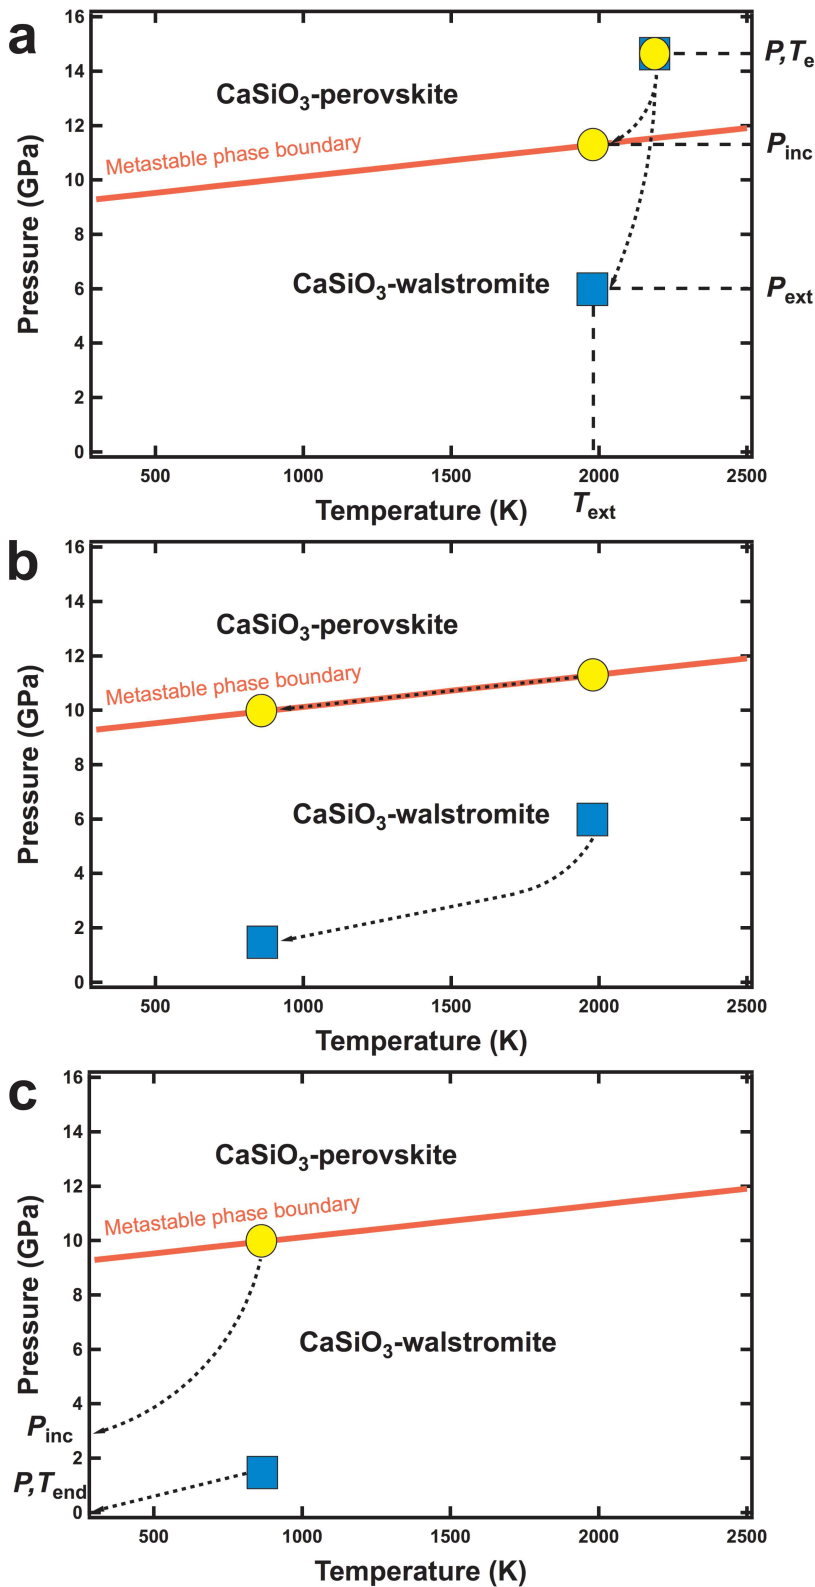 a
16
14
12
10
8
6
4
2
0
Pressure (GPa)
CaSiO₃-perovskite
Metastable phase boundary
CaSiO₃-walstromite
P,Te
Pinc
Pext
500 1000 1500 2000 2500
Temperature (K)
Text
b
16
14
12
10
8
6
4
2
0
Pressure (GPa)
CaSiO₃-perovskite
Metastable phase boundary
CaSiO₃-walstromite
500 1000 1500 2000 2500
Temperature (K)
c
16
14
12
10
8
6
4
2
0
Pressure (GPa)
CaSiO₃-perovskite
Metastable phase boundary
CaSiO₃-walstromite
Pinc
P,Tend
500 1000 1500 2000 2500
Temperature (K)